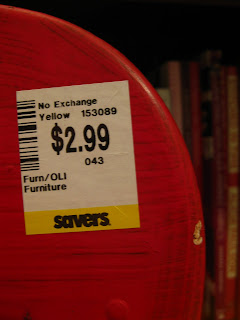 No Exchange
Yellow 153089
$2.99
043
Furn/OLI
Furniture
savers.